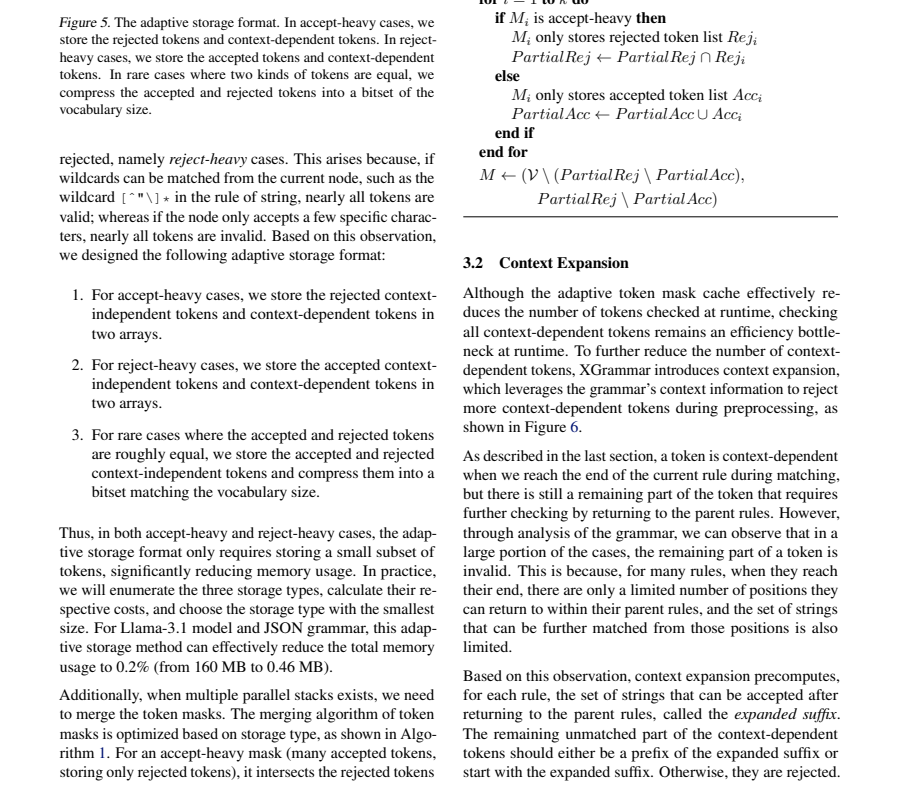 Figure 5. The adaptive storage format. In accept-heavy cases, we
store the rejected tokens and context-dependent tokens. In reject-
heavy cases, we store the accepted tokens and context-dependent
tokens. In rare cases where two kinds of tokens are equal, we
compress the accepted and rejected tokens into a bitset of the
vocabulary size.
rejected, namely reject-heavy cases. This arises because, if
wildcards can be matched from the current node, such as the
wildcard [^"\]* in the rule of string, nearly all tokens are
valid; whereas if the node only accepts a few specific charac-
ters, nearly all tokens are invalid. Based on this observation,
we designed the following adaptive storage format:
1. For accept-heavy cases, we store the rejected context-
independent tokens and context-dependent tokens in
two arrays.
2. For reject-heavy cases, we store the accepted context-
independent tokens and context-dependent tokens in
two arrays.
3. For rare cases where the accepted and rejected tokens
are roughly equal, we store the accepted and rejected
context-independent tokens and compress them into a
bitset matching the vocabulary size.
Thus, in both accept-heavy and reject-heavy cases, the adap-
tive storage format only requires storing a small subset of
tokens, significantly reducing memory usage. In practice,
we will enumerate the three storage types, calculate their re-
spective costs, and choose the storage type with the smallest
size. For Llama-3.1 model and JSON grammar, this adap-
tive storage method can effectively reduce the total memory
usage to 0.2% (from 160 MB to 0.46 MB).
Additionally, when multiple parallel stacks exists, we need
to merge the token masks. The merging algorithm of token
masks is optimized based on storage type, as shown in Algo-
rithm 1. For an accept-heavy mask (many accepted tokens,
storing only rejected tokens), it intersects the rejected tokens
for i = 1 to k do
if M_i is accept-heavy then
M_i only stores rejected token list Rej_i
PartialRej ← PartialRej ∩ Rej_i
else
M_i only stores accepted token list Acc_i
PartialAcc ← PartialAcc ∪ Acc_i
end if
end for
M ← (V \ (PartialRej \ PartialAcc),
PartialRej \ PartialAcc)
3.2 Context Expansion
Although the adaptive token mask cache effectively re-
duces the number of tokens checked at runtime, checking
all context-dependent tokens remains an efficiency bottle-
neck at runtime. To further reduce the number of context-
dependent tokens, XGrammar introduces context expansion,
which leverages the grammar's context information to reject
more context-dependent tokens during preprocessing, as
shown in Figure 6.
As described in the last section, a token is context-dependent
when we reach the end of the current rule during matching,
but there is still a remaining part of the token that requires
further checking by returning to the parent rules. However,
through analysis of the grammar, we can observe that in a
large portion of the cases, the remaining part of a token is
invalid. This is because, for many rules, when they reach
their end, there are only a limited number of positions they
can return to within their parent rules, and the set of strings
that can be further matched from those positions is also
limited.
Based on this observation, context expansion precomputes,
for each rule, the set of strings that can be accepted after
returning to the parent rules, called the expanded suffix.
The remaining unmatched part of the context-dependent
tokens should either be a prefix of the expanded suffix or
start with the expanded suffix. Otherwise, they are rejected.